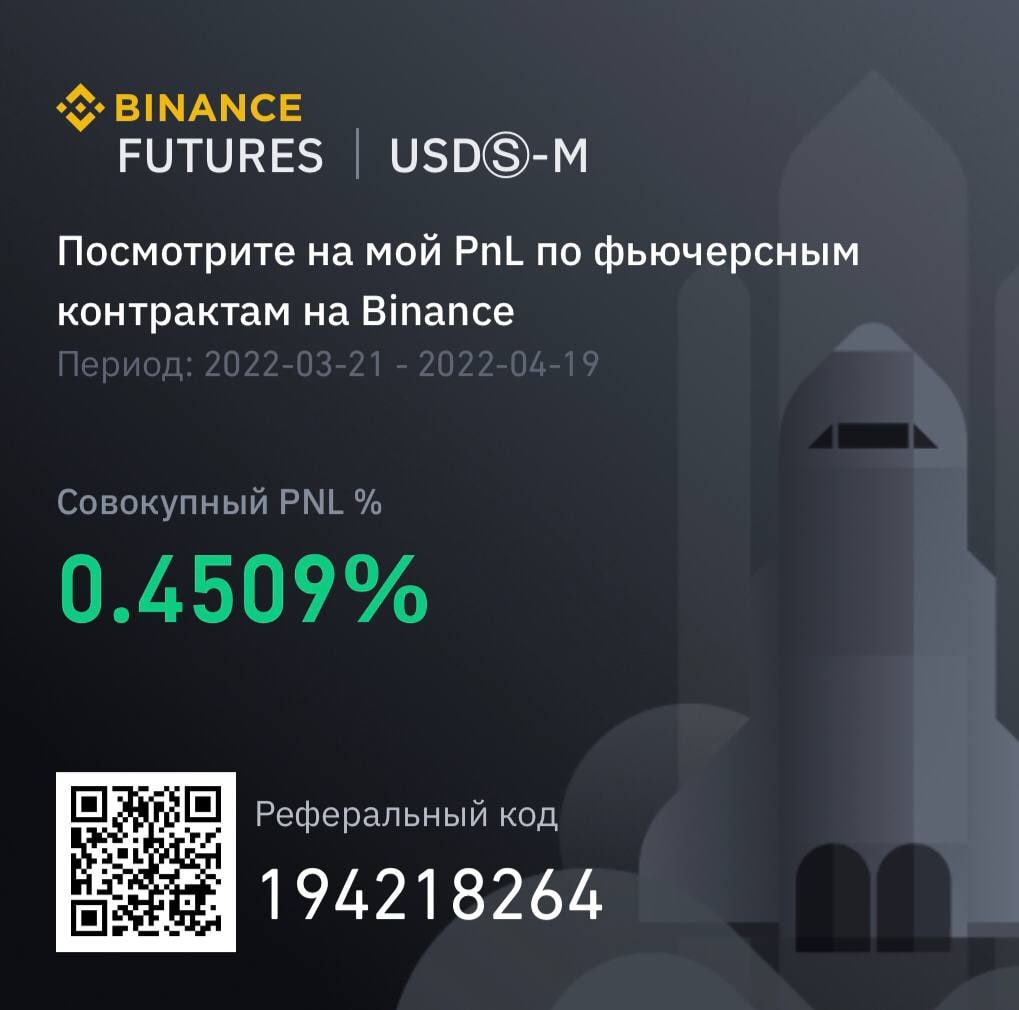 BINANCE
FUTURES | USDⓈ-M
Посмотрите на мой PnL по фьючерсным
контрактам на Binance
Период: 2022-03-21 - 2022-04-19
Совокупный PNL %
0.4509%
Реферальный код
194218264